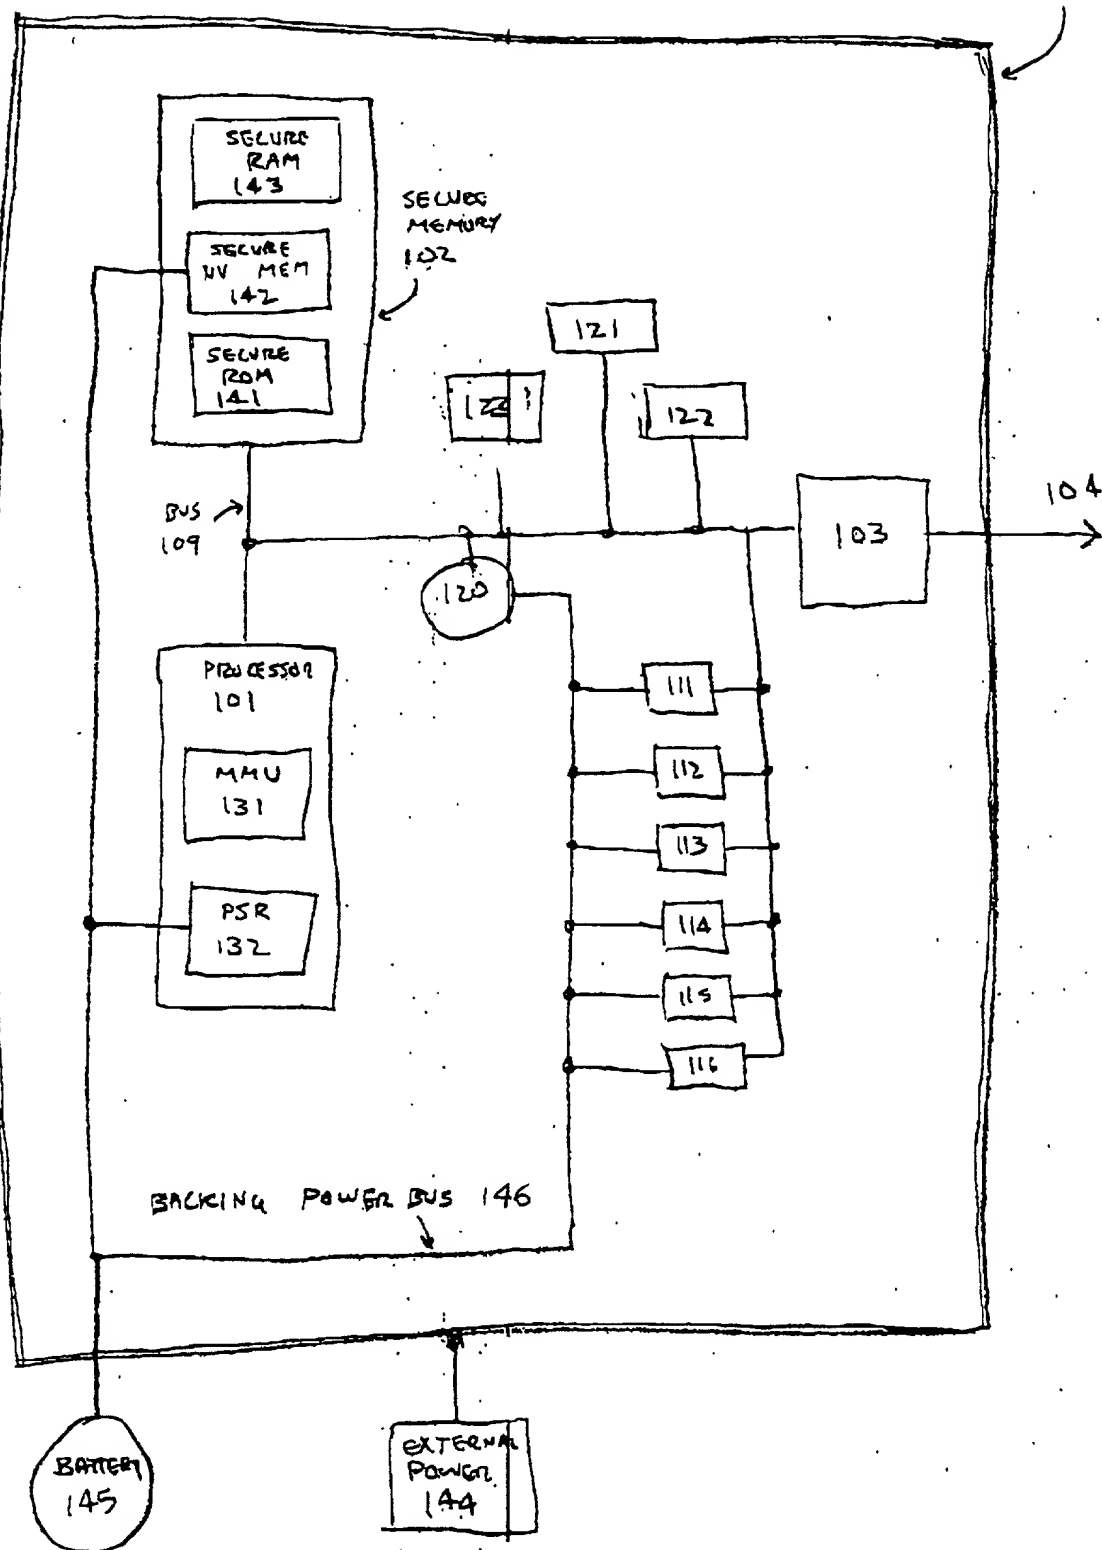 SECURE
RAM
143
SECURE
NV MEM
142
SECURE
ROM
141
SECURE
MEMORY
102
121
122
BUS
109
103
104
120
PROCESSOR
101
MMU
131
PSR
132
111
112
113
114
115
116
BACKING POWER BUS 146
BATTERY
145
EXTERNAL
POWER
144